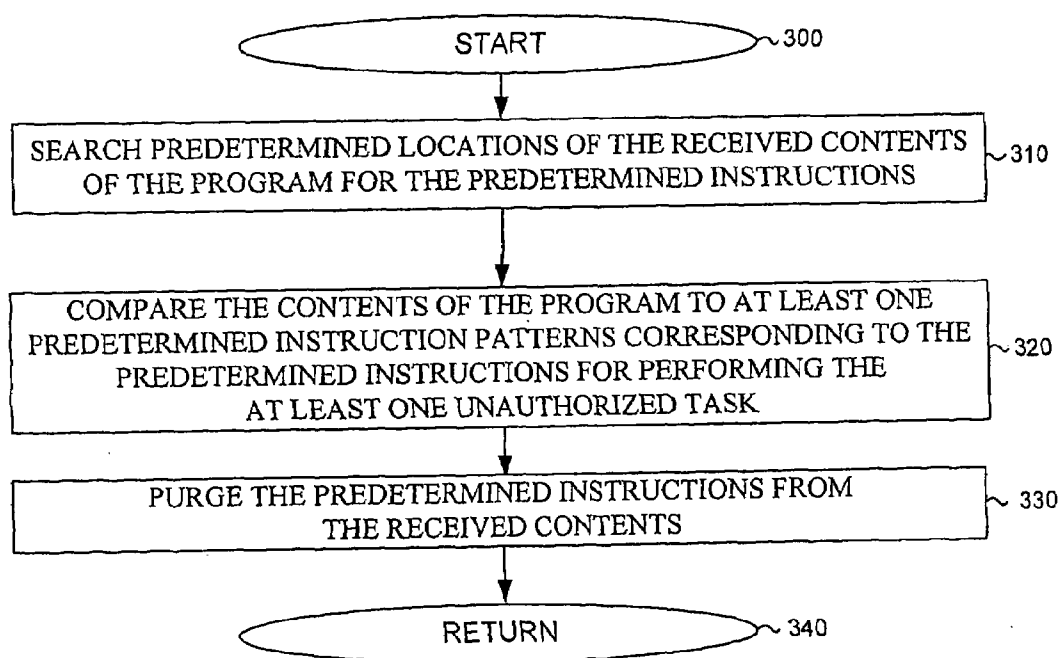 START
300
SEARCH PREDETERMINED LOCATIONS OF THE RECEIVED CONTENTS
OF THE PROGRAM FOR THE PREDETERMINED INSTRUCTIONS
310
COMPARE THE CONTENTS OF THE PROGRAM TO AT LEAST ONE
PREDETERMINED INSTRUCTION PATTERNS CORRESPONDING TO THE
PREDETERMINED INSTRUCTIONS FOR PERFORMING THE
AT LEAST ONE UNAUTHORIZED TASK
320
PURGE THE PREDETERMINED INSTRUCTIONS FROM
THE RECEIVED CONTENTS
330
RETURN
340